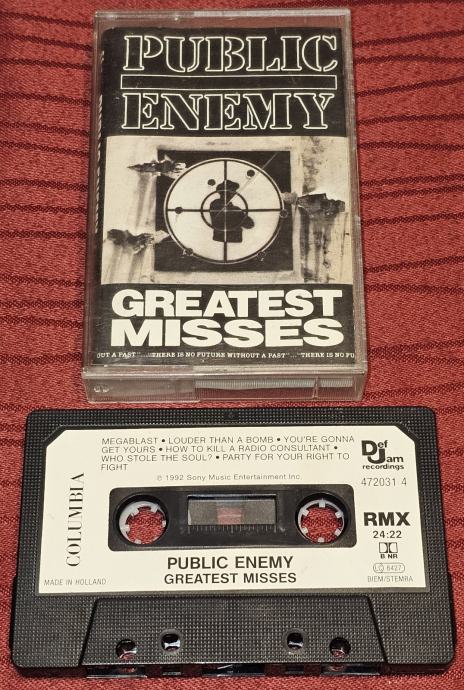 PUBLIC
ENEMY
GREATEST
MISSES
OUT A PAST"..."THERE IS NO FUTURE WITHOUT A PAST"..."THERE IS NO FU
MEGABLAST • LOUDER THAN A BOMB • YOU'RE GONNA
GET YOURS • HOW TO KILL A RADIO CONSULTANT •
WHO STOLE THE SOUL? • PARTY FOR YOUR RIGHT TO
FIGHT
℗ 1992 Sony Music Entertainment Inc.
Def
Jam
recordings
472031 4
COLUMBIA
RMX
24:22
B NR
LC 6427
BIEM/STEMRA
MADE IN HOLLAND
PUBLIC ENEMY
GREATEST MISSES